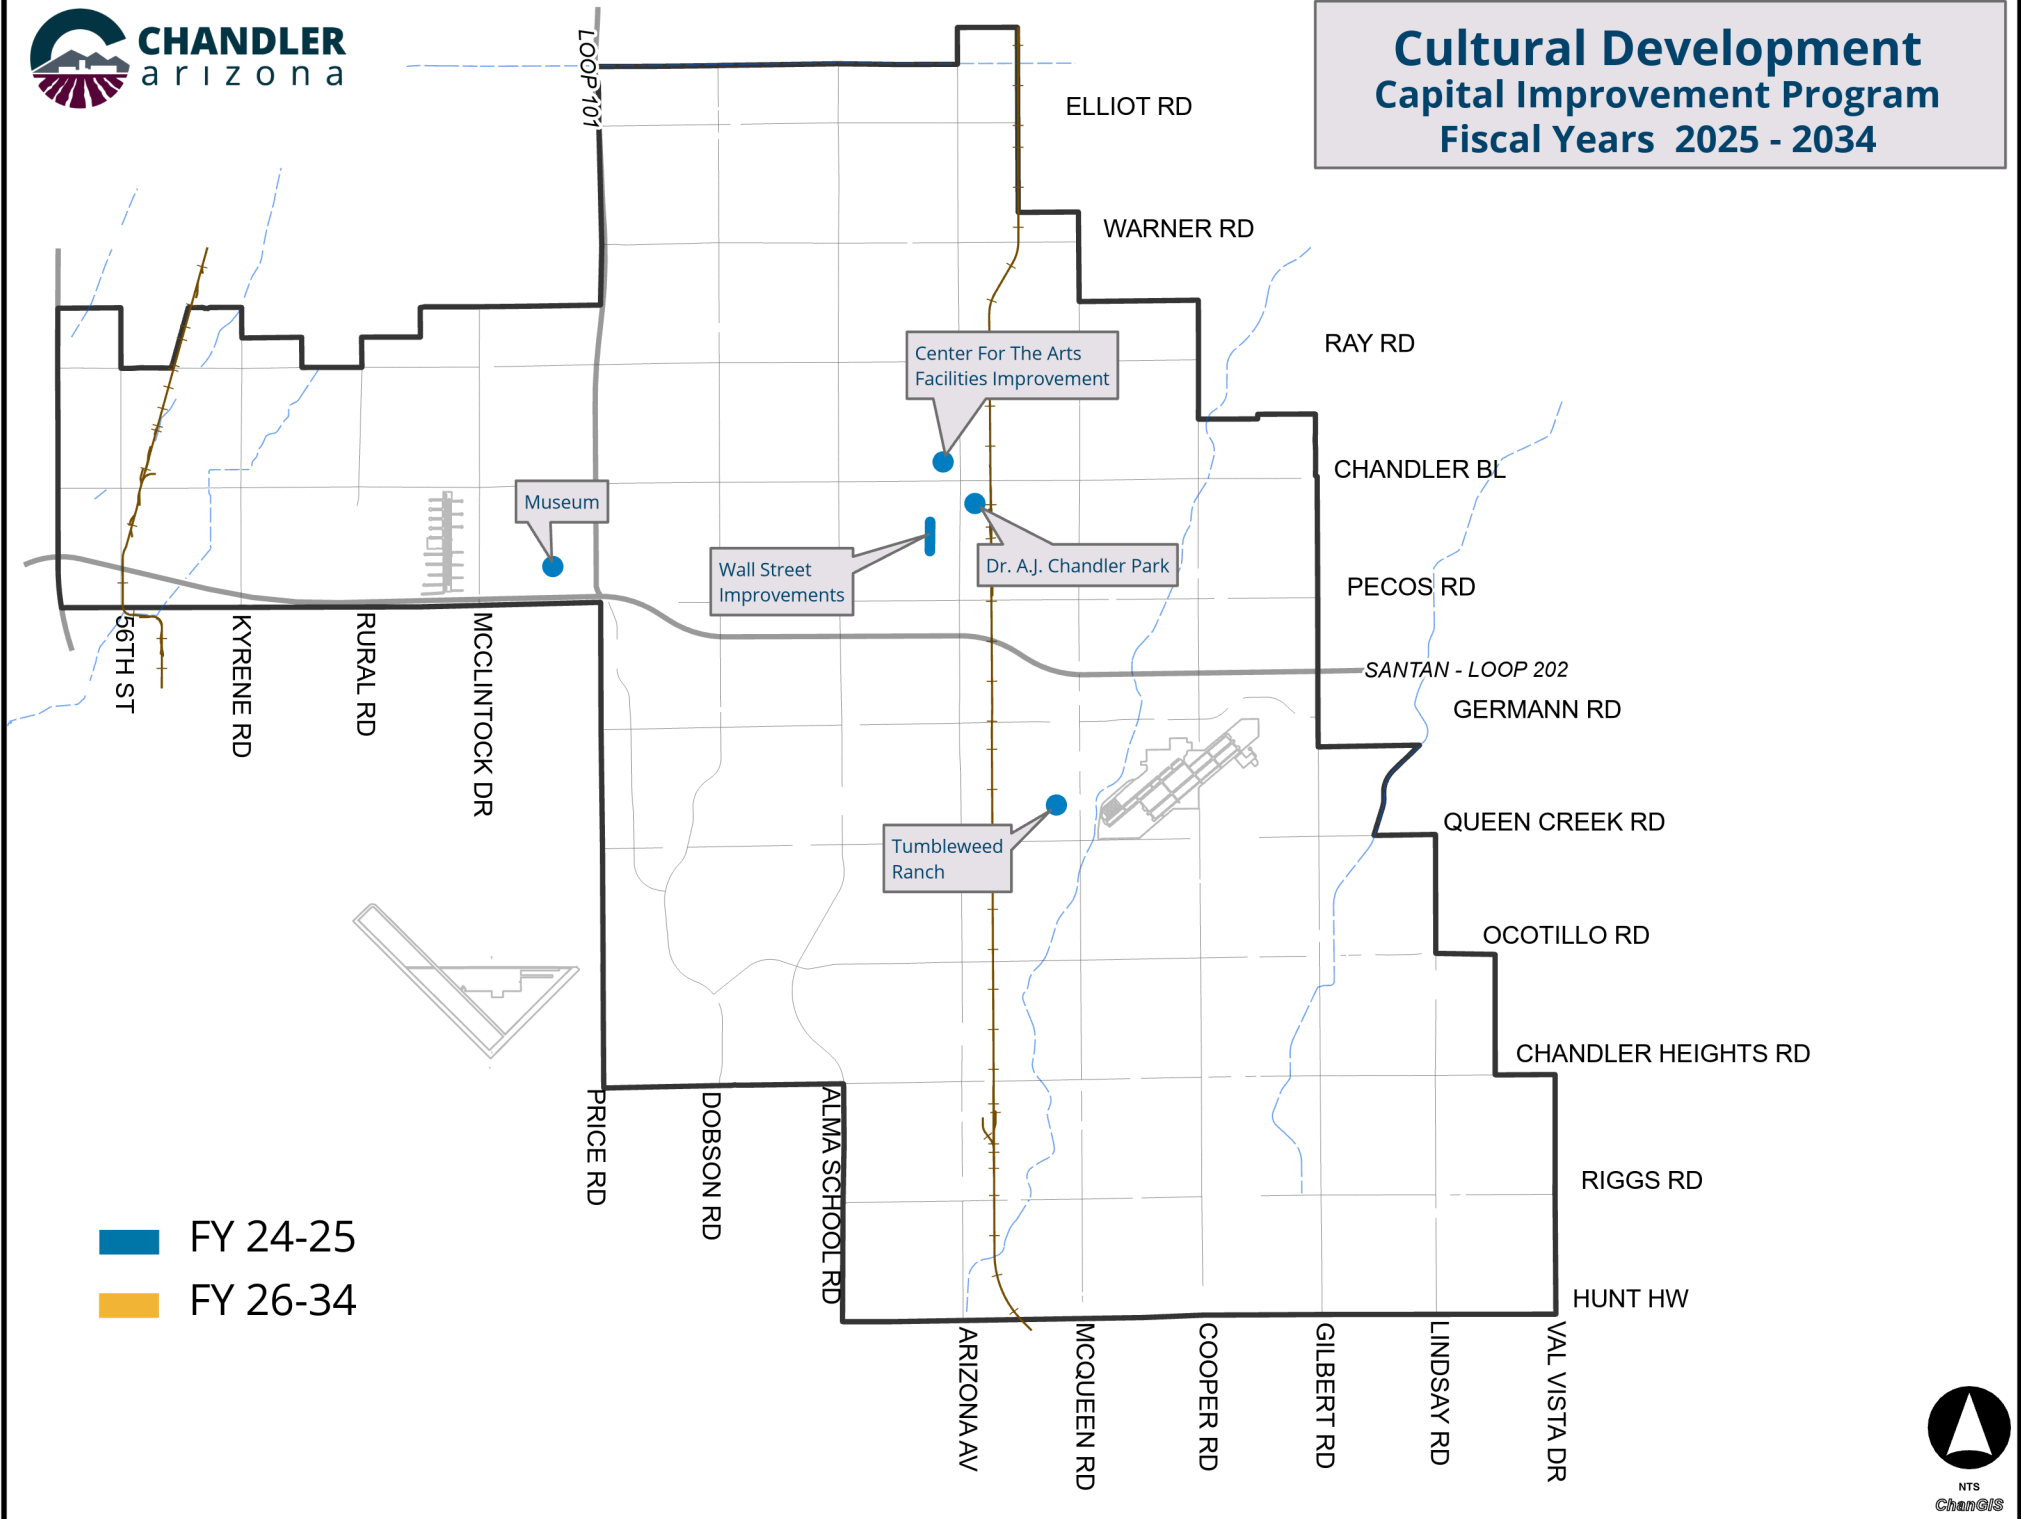 CHANDLER
arizona
Cultural Development
Capital Improvement Program
Fiscal Years 2025 - 2034
LOOP 101
ELLIOT RD
WARNER RD
RAY RD
Center For The Arts
Facilities Improvement
CHANDLER BL
Museum
Wall Street
Improvements
Dr. A.J. Chandler Park
PECOS RD
56TH ST
KYRENE RD
RURAL RD
MCCLINTOCK DR
SANTAN - LOOP 202
GERMANN RD
QUEEN CREEK RD
Tumbleweed
Ranch
OCOTILLO RD
CHANDLER HEIGHTS RD
PRICE RD
DOBSON RD
ALMA SCHOOL RD
RIGGS RD
FY 24-25
FY 26-34
HUNT HW
ARIZONA AV
MCQUEEN RD
COOPER RD
GILBERT RD
LINDSAY RD
VAL VISTA DR
NTS
ChanGIS